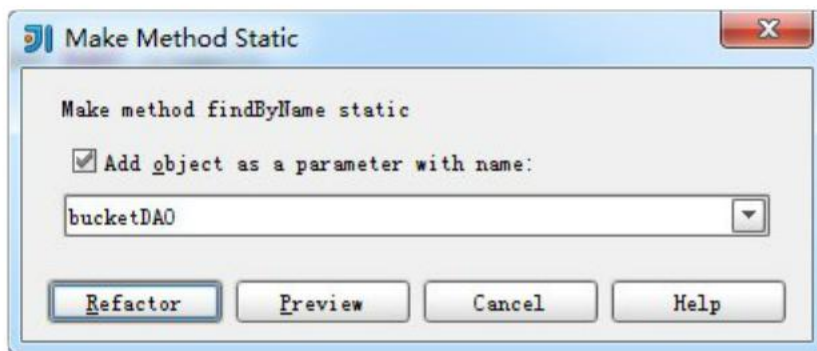 Make Method Static
Make method findByName static
Add object as a parameter with name:
bucketDAO
Refactor Preview Cancel Help